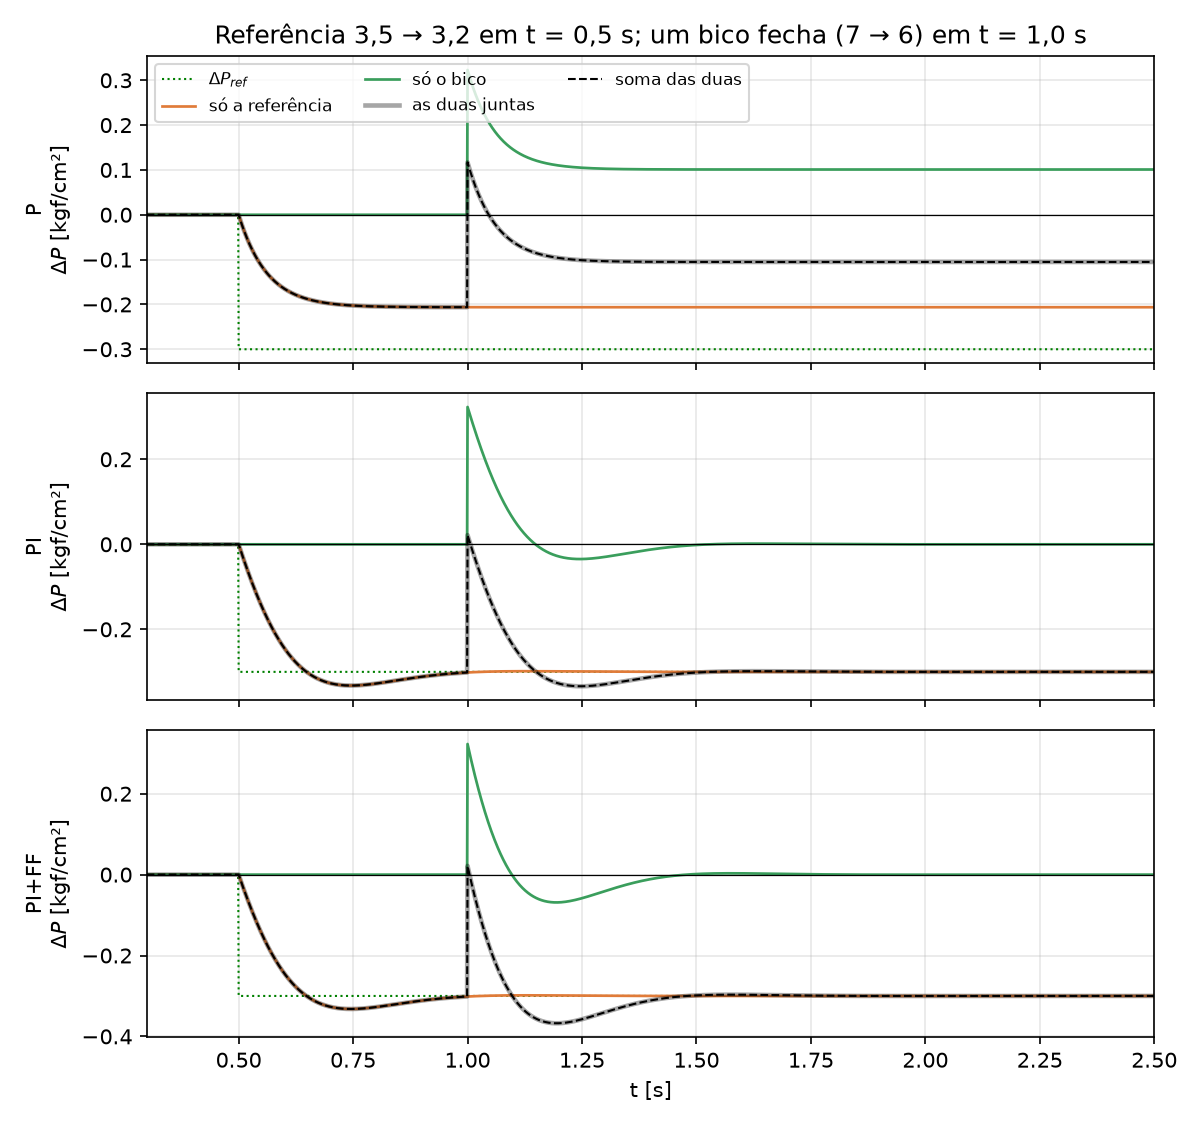 Referência 3,5 → 3,2 em t = 0,5 s; um bico fecha (7 → 6) em t = 1,0 s
ΔP_ref
só a referência
só o bico
as duas juntas
soma das duas
P
ΔP [kgf/cm²]
0.3
0.2
0.1
0.0
−0.1
−0.2
−0.3
PI
ΔP [kgf/cm²]
0.2
0.0
−0.2
PI+FF
ΔP [kgf/cm²]
0.2
0.0
−0.2
−0.4
0.50 0.75 1.00 1.25 1.50 1.75 2.00 2.25 2.50
t [s]